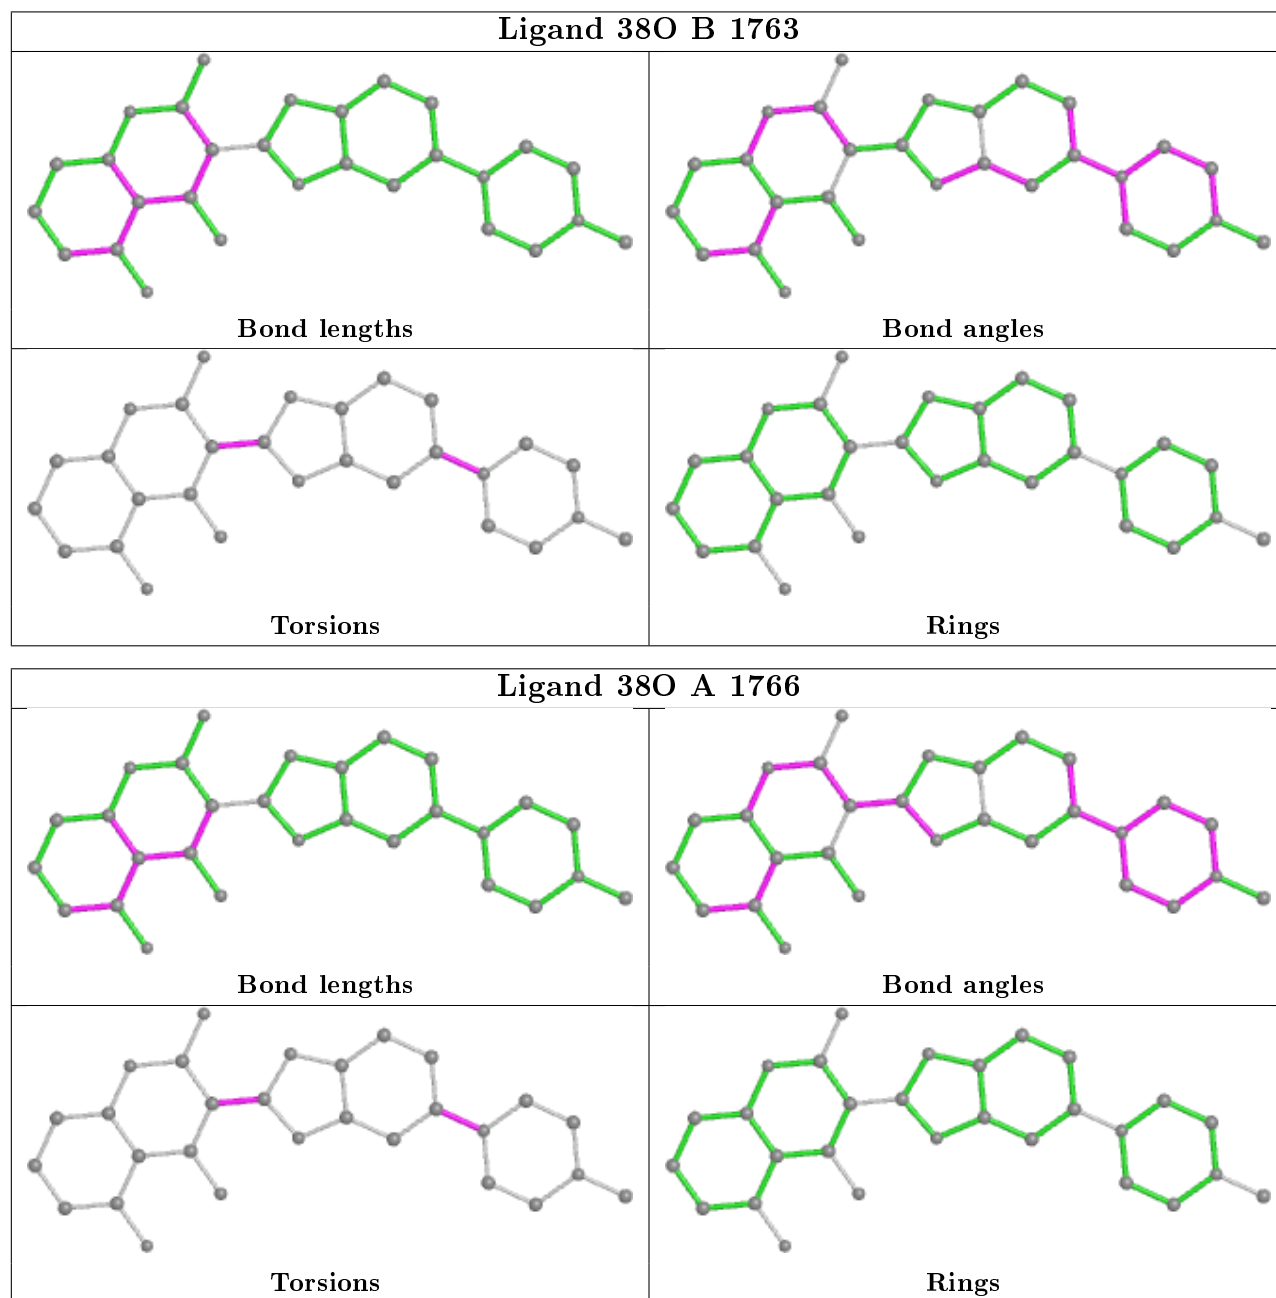 Ligand 38O B 1763
Bond lengths
Bond angles
Torsions
Rings
Ligand 38O A 1766
Bond lengths
Bond angles
Torsions
Rings